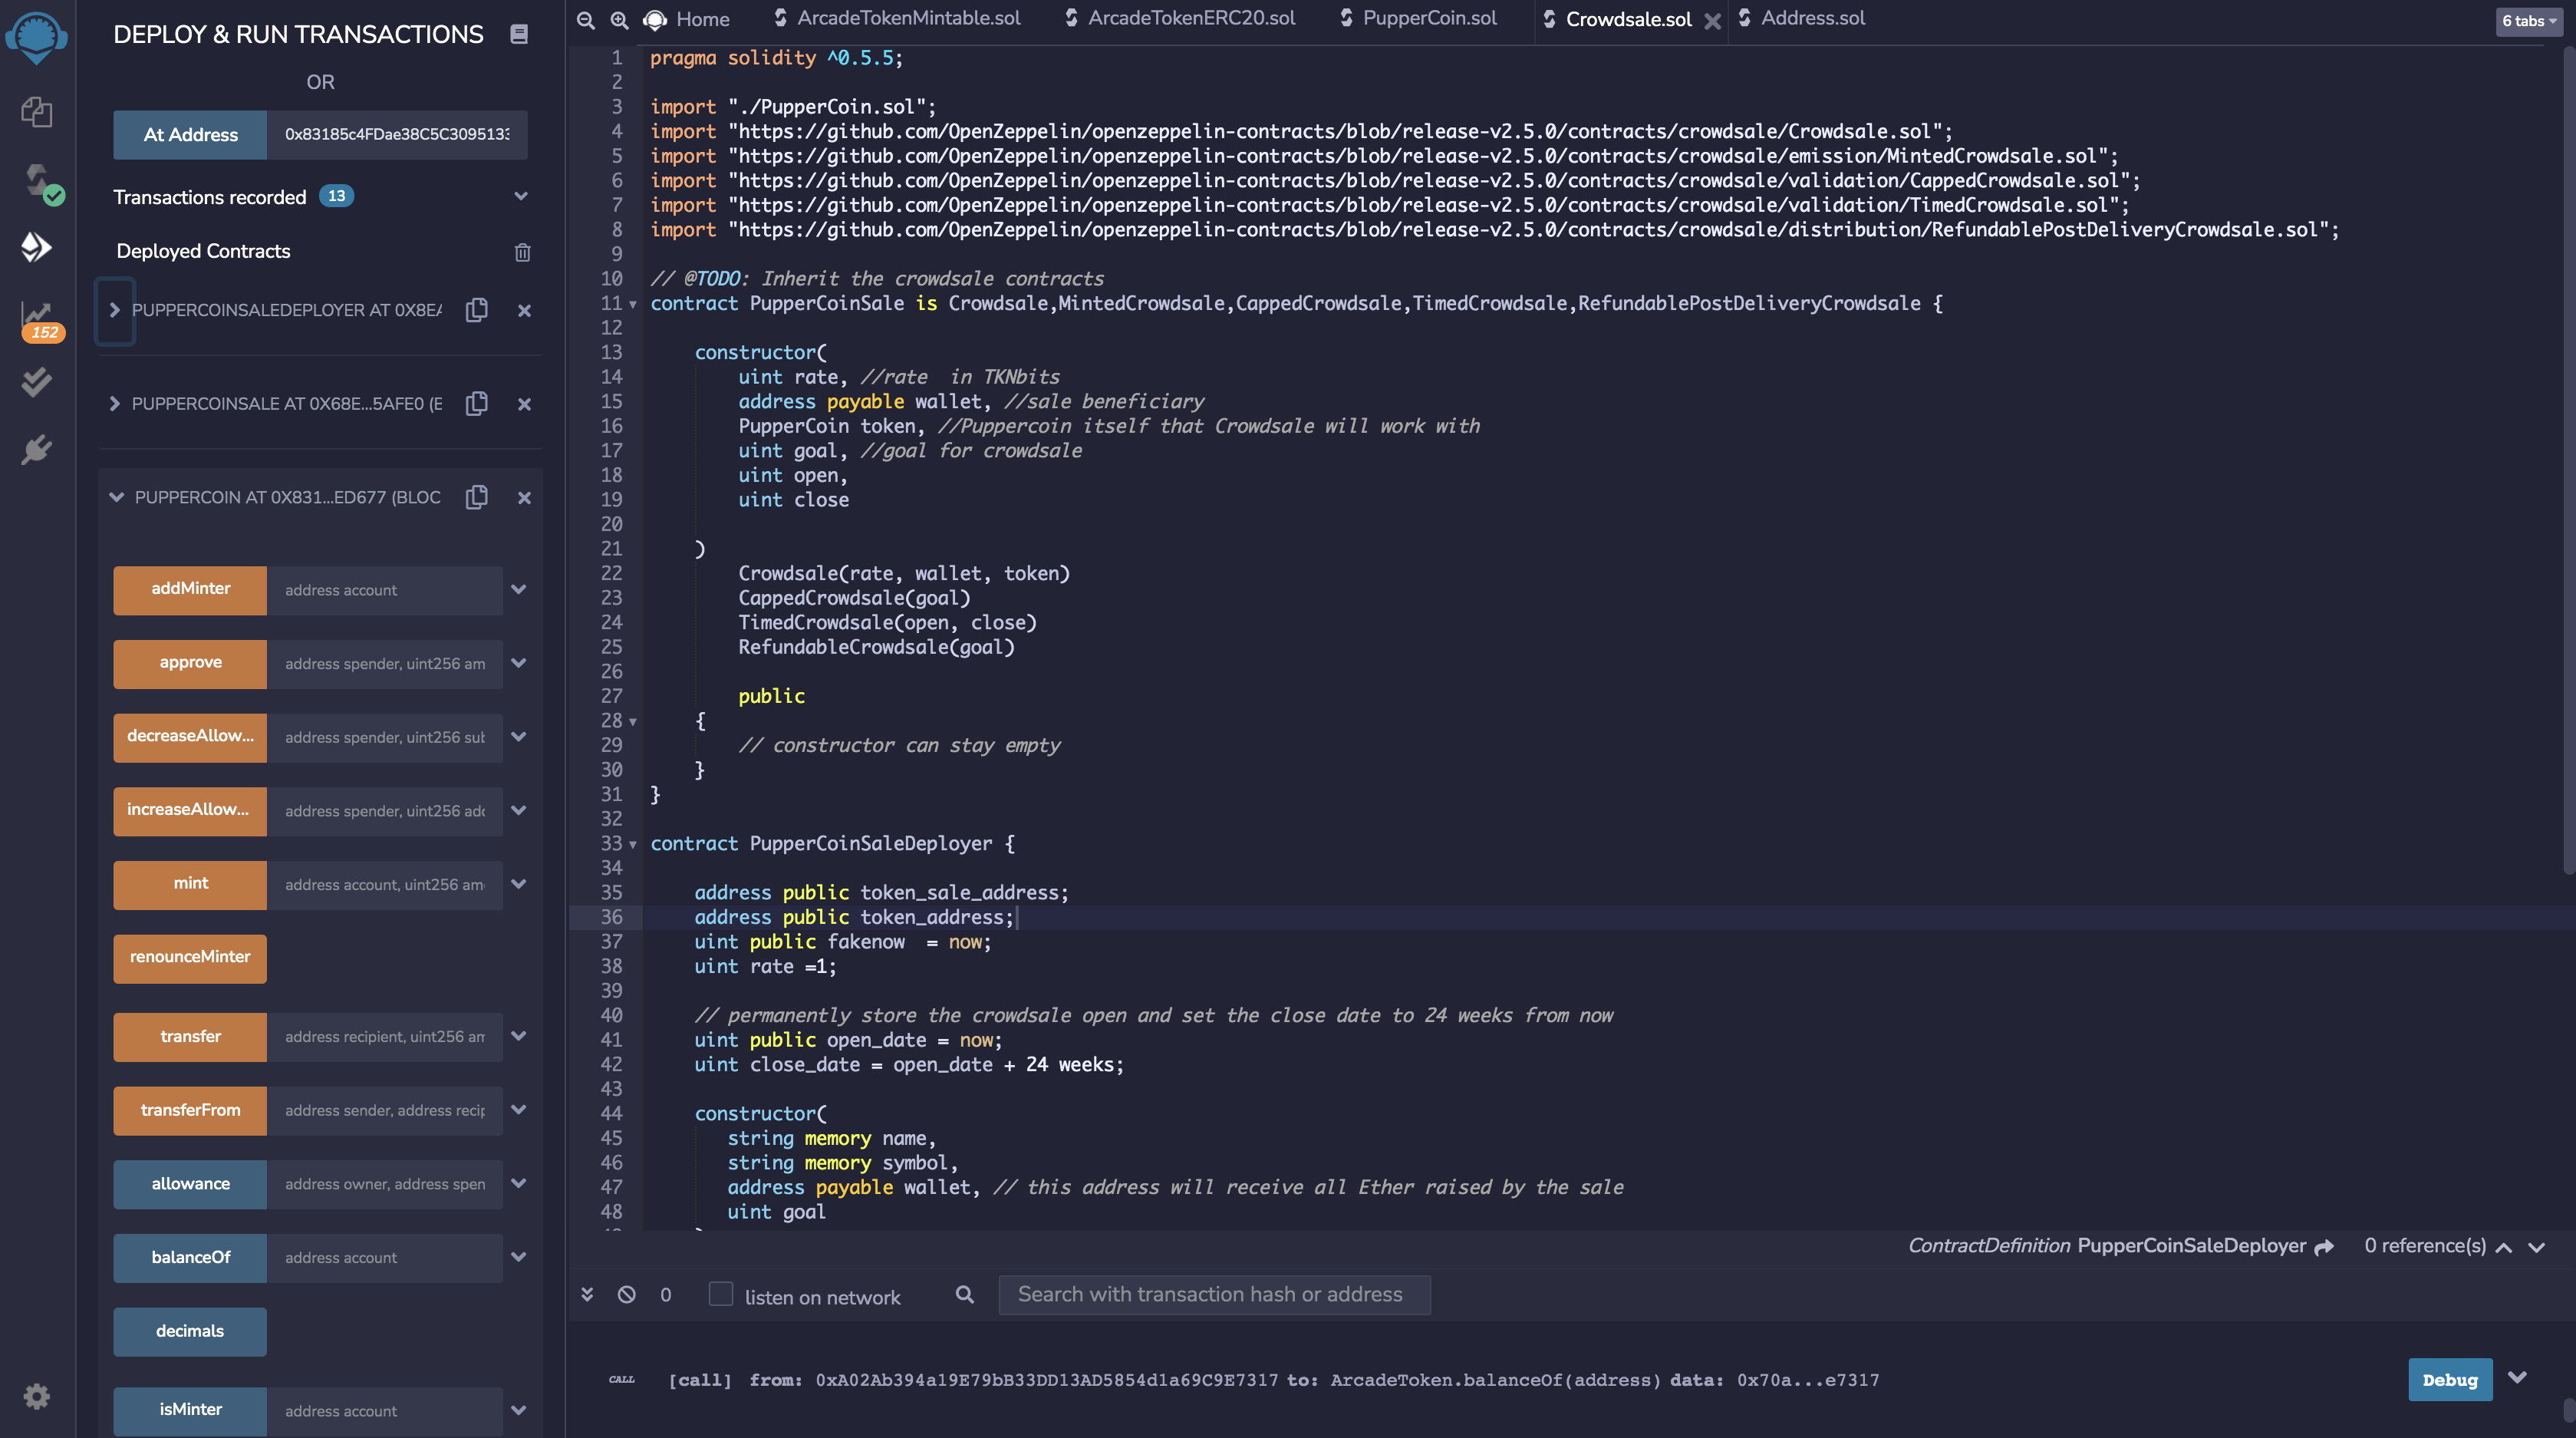 DEPLOY & RUN TRANSACTIONS
OR
At Address 0x83185c4FDae38C5C3095133
Transactions recorded 13
Deployed Contracts
PUPPERCOINSALEDEPLOYER AT 0X8EA
PUPPERCOINSALE AT 0X68E...5AFE0 (E
PUPPERCOIN AT 0X831...ED677 (BLOC
addMinter address account
approve address spender, uint256 am
decreaseAllow... address spender, uint256 sub
increaseAllow... address spender, uint256 add
mint address account, uint256 am
renounceMinter
transfer address recipient, uint256 am
transferFrom address sender, address recip
allowance address owner, address spen
balanceOf address account
decimals
isMinter address account
152
Home ArcadeTokenMintable.sol ArcadeTokenERC20.sol PupperCoin.sol Crowdsale.sol Address.sol 6 tabs
1 pragma solidity ^0.5.5;
2
3 import "./PupperCoin.sol";
4 import "https://github.com/OpenZeppelin/openzeppelin-contracts/blob/release-v2.5.0/contracts/crowdsale/Crowdsale.sol";
5 import "https://github.com/OpenZeppelin/openzeppelin-contracts/blob/release-v2.5.0/contracts/crowdsale/emission/MintedCrowdsale.sol";
6 import "https://github.com/OpenZeppelin/openzeppelin-contracts/blob/release-v2.5.0/contracts/crowdsale/validation/CappedCrowdsale.sol";
7 import "https://github.com/OpenZeppelin/openzeppelin-contracts/blob/release-v2.5.0/contracts/crowdsale/validation/TimedCrowdsale.sol";
8 import "https://github.com/OpenZeppelin/openzeppelin-contracts/blob/release-v2.5.0/contracts/crowdsale/distribution/RefundablePostDeliveryCrowdsale.sol";
9
10 // @TODO: Inherit the crowdsale contracts
11 contract PupperCoinSale is Crowdsale,MintedCrowdsale,CappedCrowdsale,TimedCrowdsale,RefundablePostDeliveryCrowdsale {
12
13 constructor(
14 uint rate, //rate  in TKNbits
15 address payable wallet, //sale beneficiary
16 PupperCoin token, //Puppercoin itself that Crowdsale will work with
17 uint goal, //goal for crowdsale
18 uint open,
19 uint close
20
21 )
22 Crowdsale(rate, wallet, token)
23 CappedCrowdsale(goal)
24 TimedCrowdsale(open, close)
25 RefundableCrowdsale(goal)
26
27 public
28 {
29 // constructor can stay empty
30 }
31 }
32
33 contract PupperCoinSaleDeployer {
34
35 address public token_sale_address;
36 address public token_address;
37 uint public fakenow  = now;
38 uint rate =1;
39
40 // permanently store the crowdsale open and set the close date to 24 weeks from now
41 uint public open_date = now;
42 uint close_date = open_date + 24 weeks;
43
44 constructor(
45 string memory name,
46 string memory symbol,
47 address payable wallet, // this address will receive all Ether raised by the sale
48 uint goal
ContractDefinition PupperCoinSaleDeployer 0 reference(s)
0 listen on network Search with transaction hash or address
CALL [call] from: 0xA02Ab394a19E79bB33DD13AD5854d1a69C9E7317 to: ArcadeToken.balanceOf(address) data: 0x70a...e7317 Debug